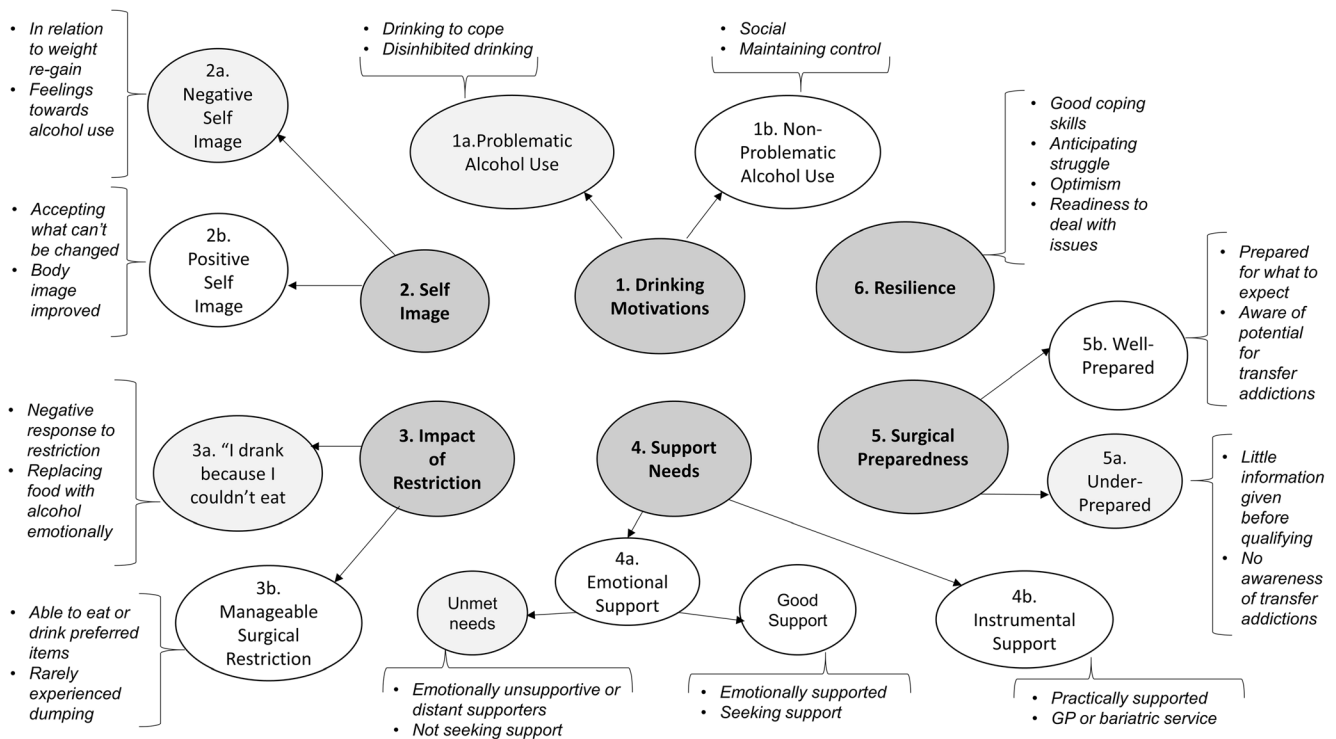 • In relation
to weight
re-gain
• Feelings
towards
alcohol use
2a.
Negative
Self
Image
• Drinking to cope
• Disinhibited drinking
1a.Problematic
Alcohol Use
• Social
• Maintaining control
1b. Non-
Problematic
Alcohol Use
• Good coping
skills
• Anticipating
struggle
• Optimism
• Readiness to
deal with
issues
• Accepting
what can't
be changed
• Body
image
improved
2b.
Positive
Self
Image
2. Self
Image
1. Drinking
Motivations
6. Resilience
5b. Well-
Prepared
• Prepared
for what to
expect
• Aware of
potential
for
transfer
addictions
• Negative
response to
restriction
• Replacing
food with
alcohol
emotionally
3a. “I drank
because I
couldn’t eat
3. Impact
of
Restriction
4. Support
Needs
5. Surgical
Preparedness
5a.
Under-
Prepared
• Little
information
given
before
qualifying
• No
awareness
of transfer
addictions
• Able to eat or
drink preferred
items
• Rarely
experienced
dumping
3b.
Manageable
Surgical
Restriction
Unmet
needs
4a.
Emotional
Support
Good
Support
4b.
Instrumental
Support
• Emotionally unsupportive or
distant supporters
• Not seeking support
• Emotionally supported
• Seeking support
• Practically supported
• GP or bariatric service